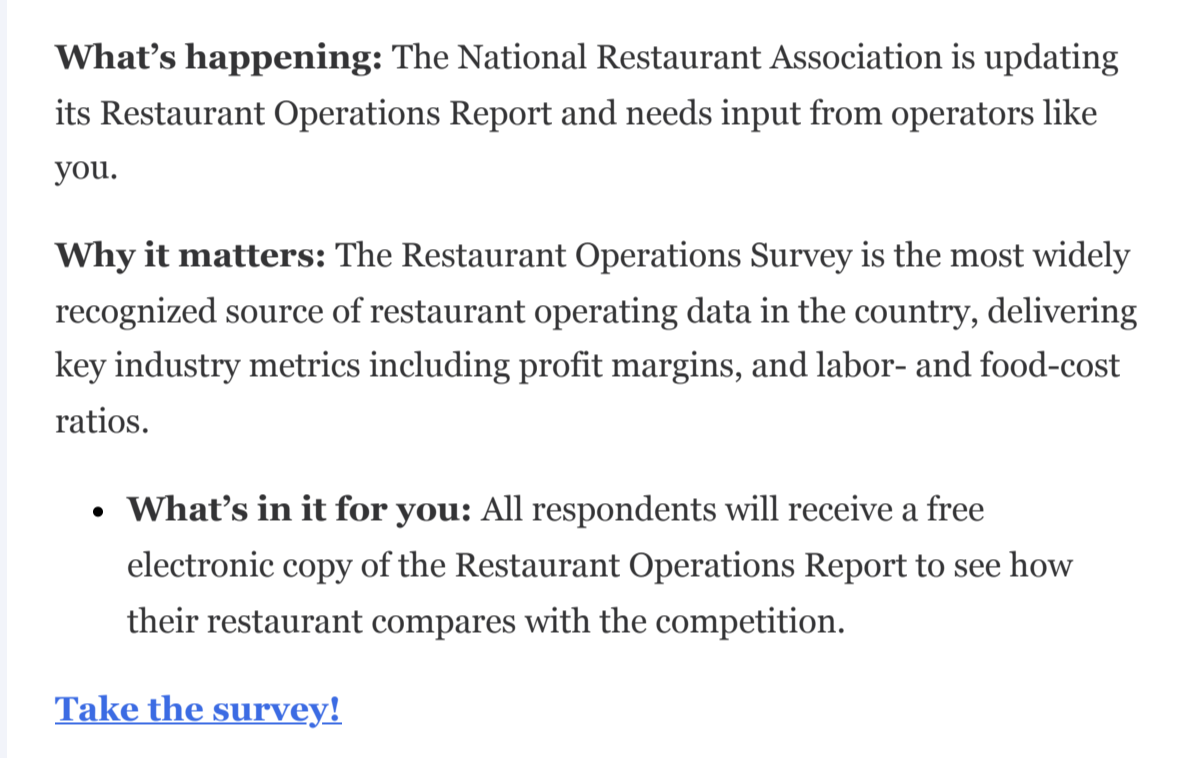 What’s happening: The National Restaurant Association is updating
its Restaurant Operations Report and needs input from operators like
you.
Why it matters: The Restaurant Operations Survey is the most widely
recognized source of restaurant operating data in the country, delivering
key industry metrics including profit margins, and labor- and food-cost
ratios.
• What’s in it for you: All respondents will receive a free
electronic copy of the Restaurant Operations Report to see how
their restaurant compares with the competition.
Take the survey!